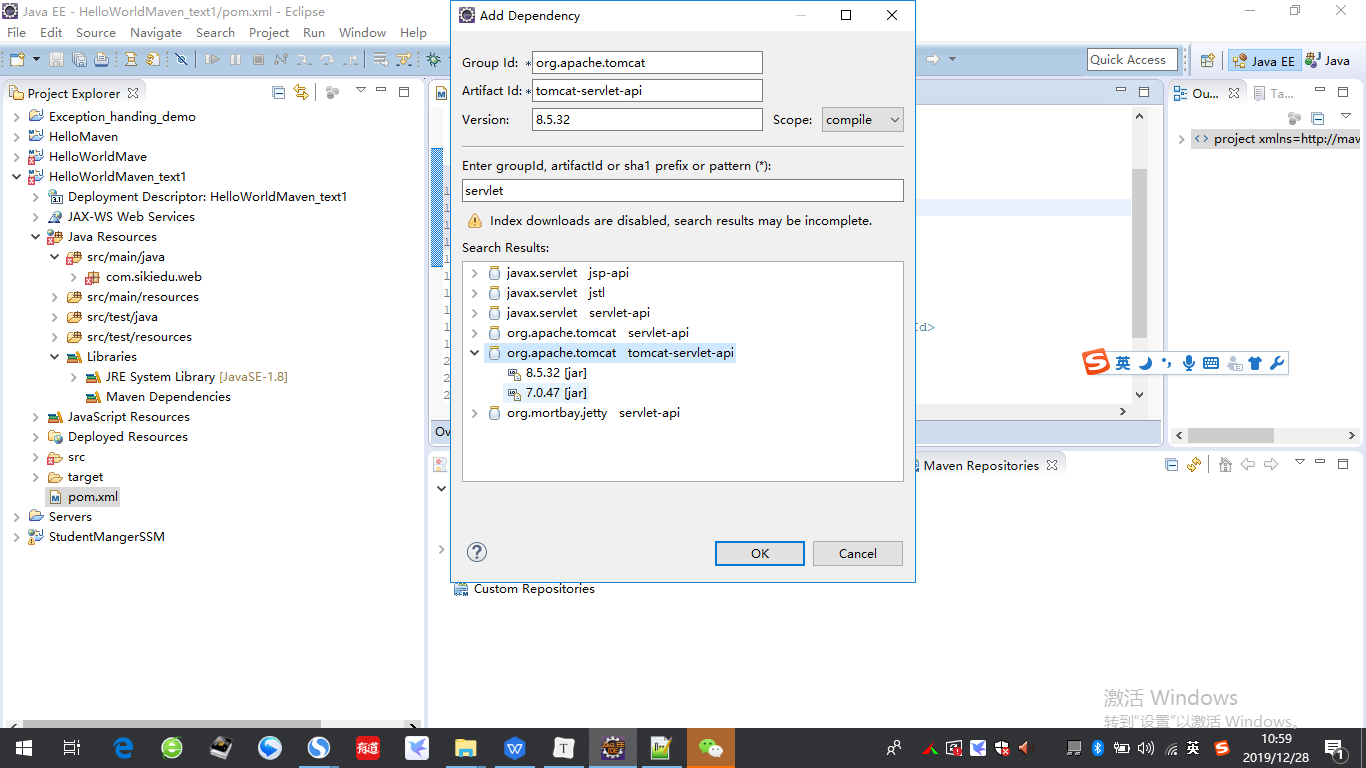 Java EE - HelloWorldMaven_text1/pom.xml - Eclipse
File Edit Source Navigate Search Project Run Window Help
Quick Access
Java EE
Java
Project Explorer
Exception_handing_demo
HelloMaven
HelloWorldMave
HelloWorldMaven_text1
Deployment Descriptor: HelloWorldMaven_text1
JAX-WS Web Services
Java Resources
src/main/java
com.sikiedu.web
src/main/resources
src/test/java
src/test/resources
Libraries
JRE System Library [JavaSE-1.8]
Maven Dependencies
JavaScript Resources
Deployed Resources
src
target
pom.xml
Servers
StudentMangerSSM
Add Dependency
Group Id: * org.apache.tomcat
Artifact Id: * tomcat-servlet-api
Version: 8.5.32 Scope: compile
Enter groupId, artifactId or sha1 prefix or pattern (*):
servlet
Index downloads are disabled, search results may be incomplete.
Search Results:
javax.servlet jsp-api
javax.servlet jstl
javax.servlet servlet-api
org.apache.tomcat servlet-api
org.apache.tomcat tomcat-servlet-api
8.5.32 [jar]
7.0.47 [jar]
org.mortbay.jetty servlet-api
OK Cancel
Ou...
Ta...
project xmlns=http://mav
Id>
英
Ov
Maven Repositories
Custom Repositories
激活 Windows
转到"设置"以激活 Windows。
有道
W
T
英
10:59
2019/12/28
1